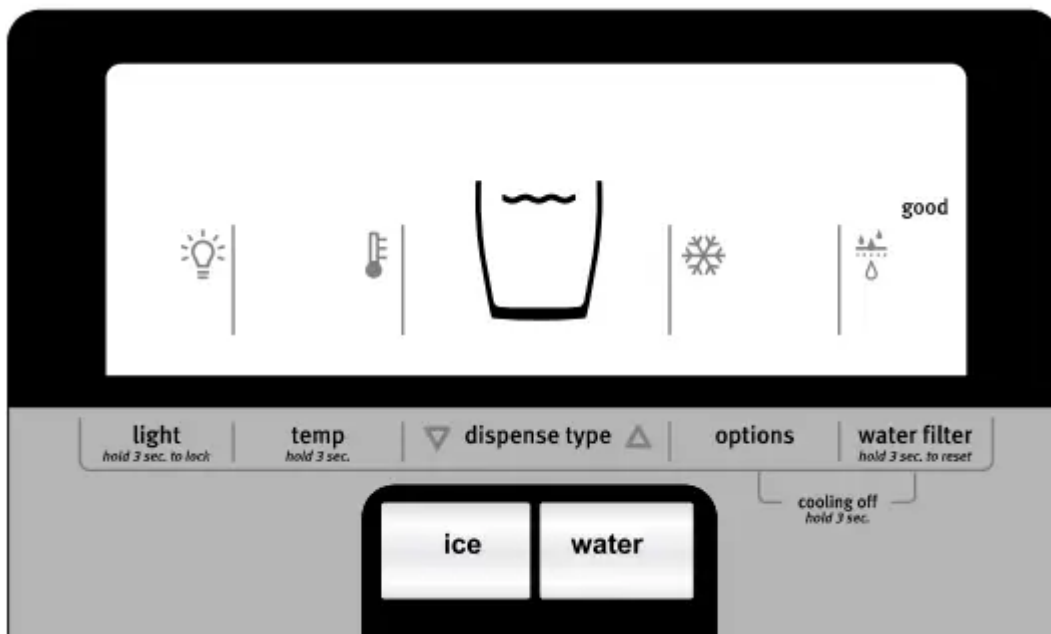 good
light
hold 3 sec. to lock
temp
hold 3 sec.
dispense type
options
water filter
hold 3 sec. to reset
cooling off
hold 3 sec.
ice
water